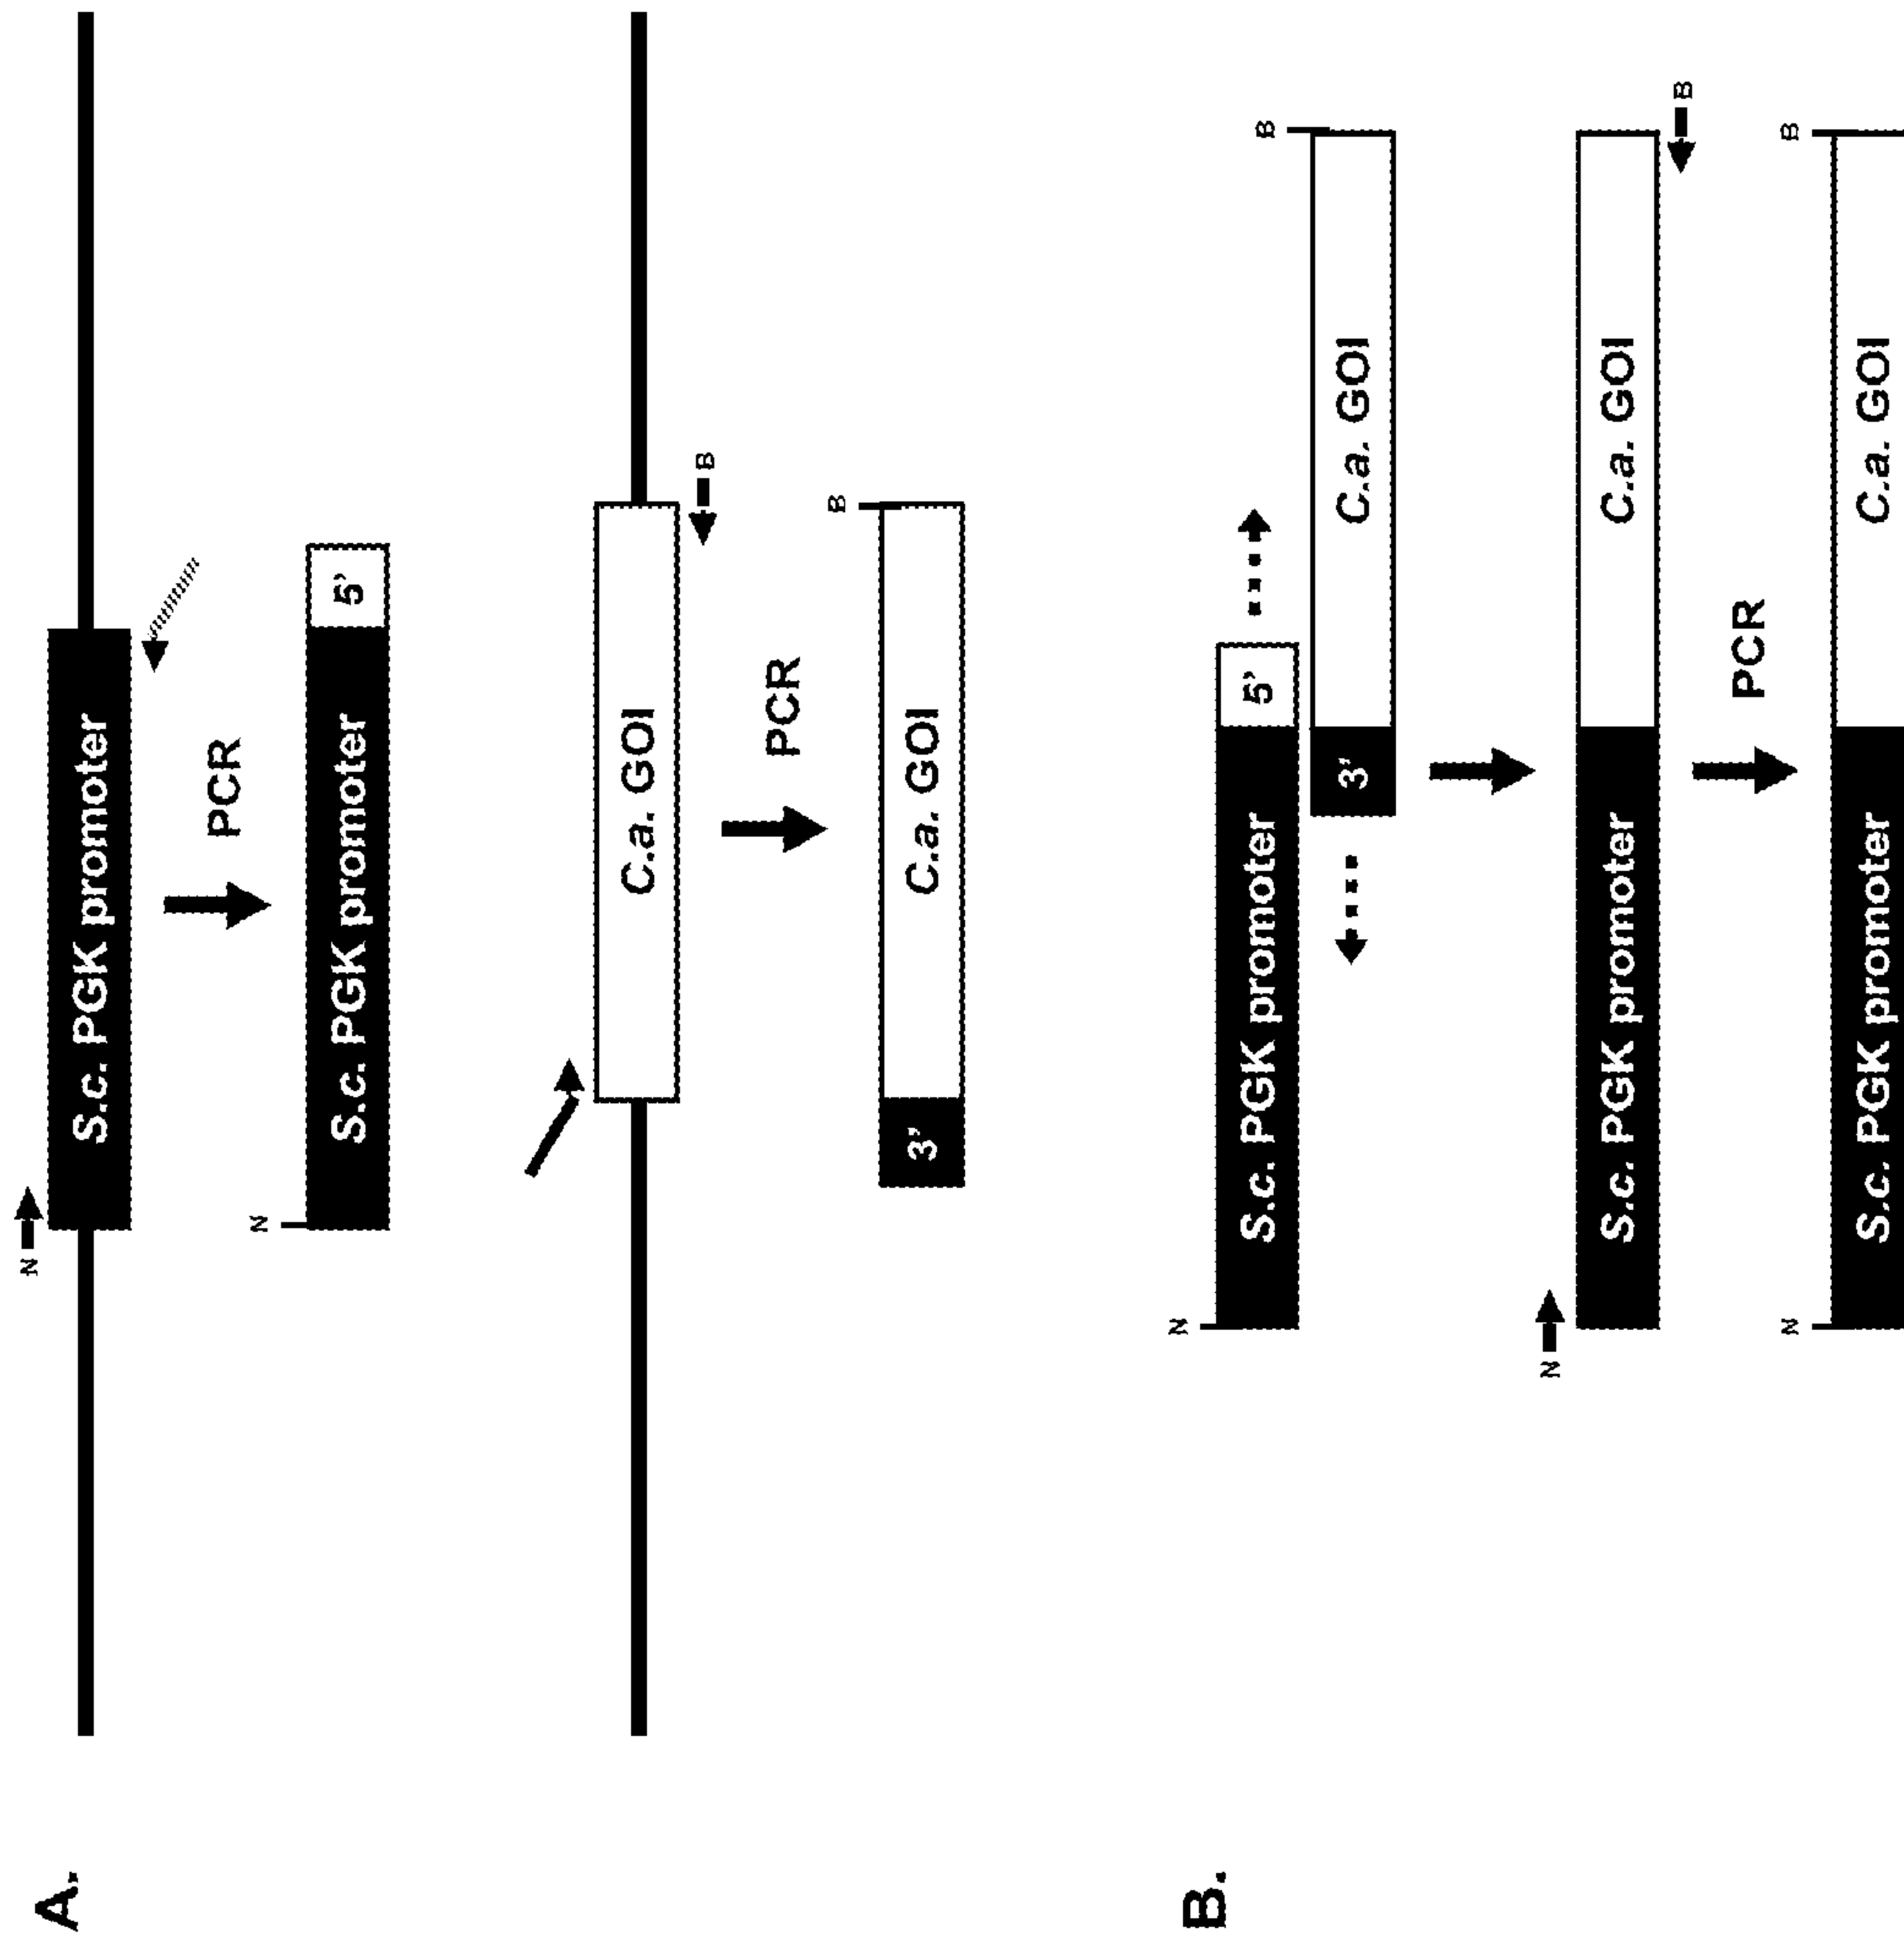 A.
N
S.c. PGK promoter
PCR
N
S.c. PGK promoter 5’
C.a. GOI
B
PCR
B
3’ C.a. GOI
B.
N
S.c. PGK promoter 5’
B
3’ C.a. GOI
N
S.c. PGK promoter C.a. GOI
B
PCR
N B
S.c. PGK promoter C.a. GOI